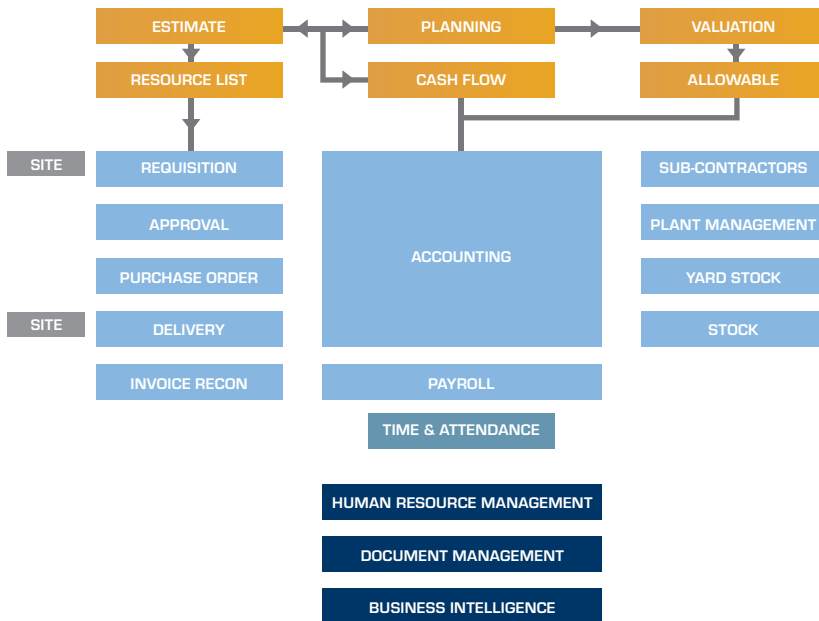 ESTIMATE
PLANNING
VALUATION
RESOURCE LIST
CASH FLOW
ALLOWABLE
SITE
REQUISITION
SUB-CONTRACTORS
APPROVAL
PLANT MANAGEMENT
ACCOUNTING
PURCHASE ORDER
YARD STOCK
SITE
DELIVERY
STOCK
INVOICE RECON
PAYROLL
TIME & ATTENDANCE
HUMAN RESOURCE MANAGEMENT
DOCUMENT MANAGEMENT
BUSINESS INTELLIGENCE